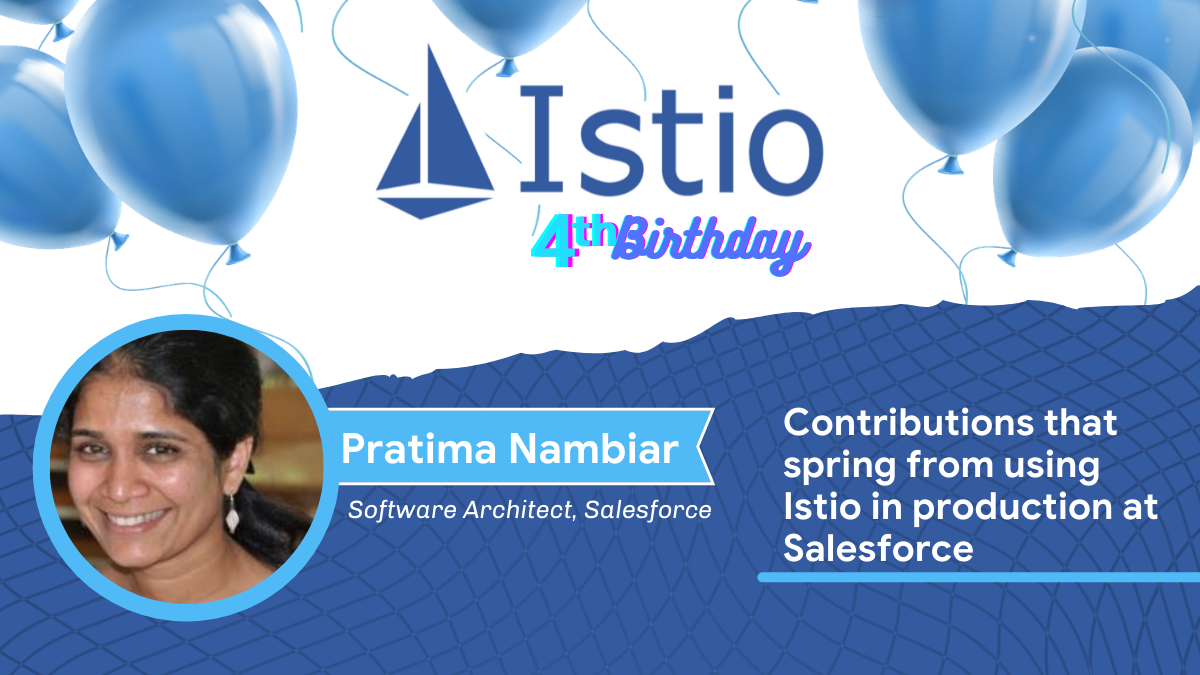 Istio
4th Birthday
Pratima Nambiar
Software Architect, Salesforce
Contributions that
spring from using
Istio in production at
Salesforce